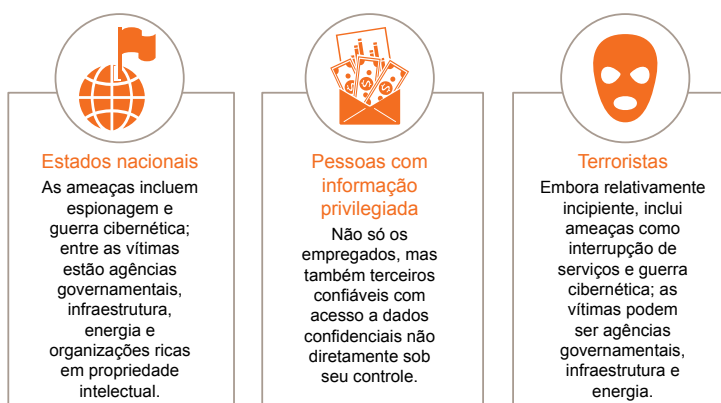 Estados nacionais
As ameaças incluem
espionagem e
guerra cibernética;
entre as vítimas
estão agências
governamentais,
infraestrutura,
energia e
organizações ricas
em propriedade
intelectual.
Pessoas com
informação
privilegiada
Não só os
empregados, mas
também terceiros
confiáveis com
acesso a dados
confidenciais não
diretamente sob
seu controle.
Terroristas
Embora relativamente
incipiente, inclui
ameaças como
interrupção de
serviços e guerra
cibernética; as
vítimas podem
ser agências
governamentais,
infraestrutura e
energia.